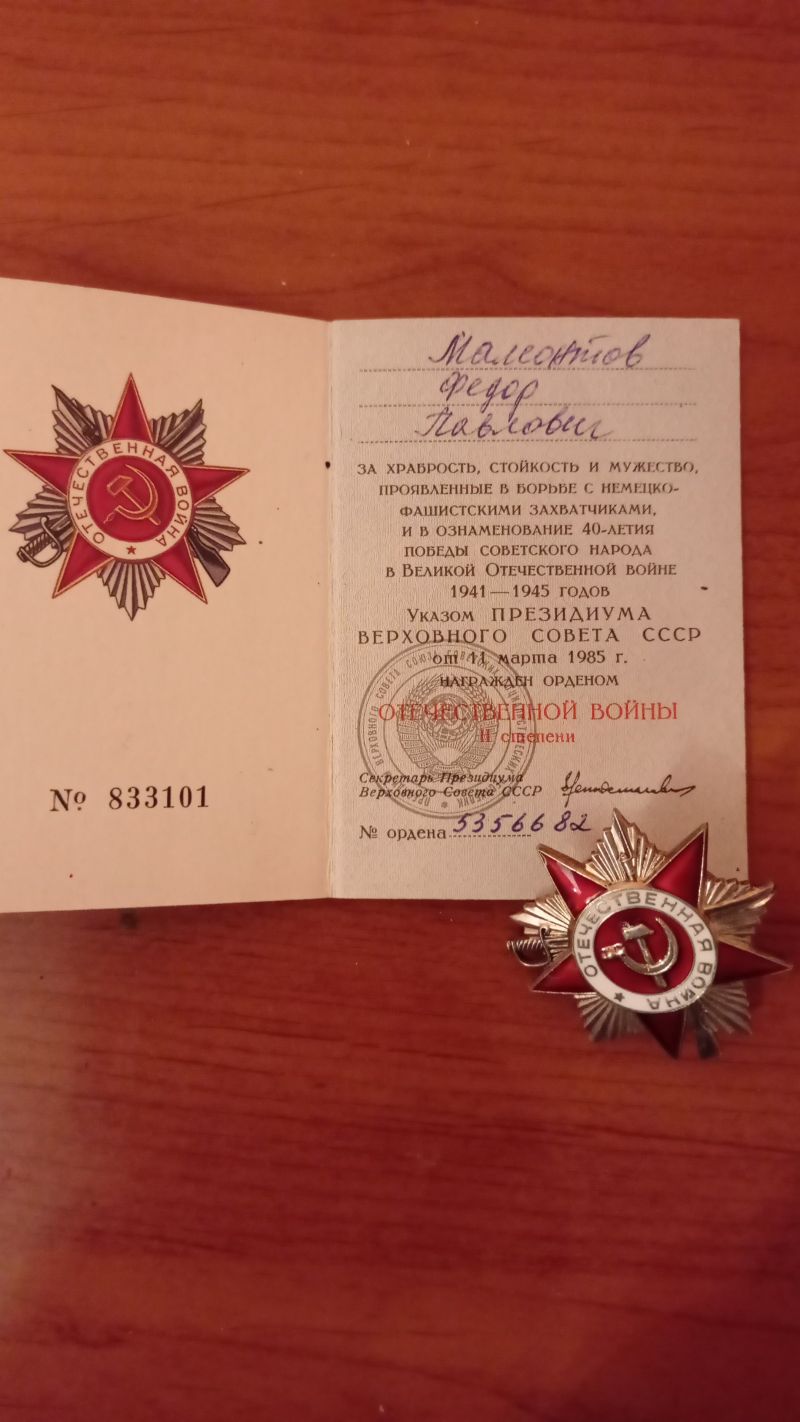 ОТЕЧЕСТВЕННАЯ ВОЙНА
№ 833101
Мамонтов
Федор
Павлович
ЗА ХРАБРОСТЬ, СТОЙКОСТЬ И МУЖЕСТВО,
ПРОЯВЛЕННЫЕ В БОРЬБЕ С НЕМЕЦКО-
ФАШИСТСКИМИ ЗАХВАТЧИКАМИ,
И В ОЗНАМЕНОВАНИЕ 40-ЛЕТИЯ
ПОБЕДЫ СОВЕТСКОГО НАРОДА
В ВЕЛИКОЙ ОТЕЧЕСТВЕННОЙ ВОЙНЕ
1941—1945 ГОДОВ
УКАЗОМ ПРЕЗИДИУМА
ВЕРХОВНОГО СОВЕТА СССР
от 11 марта 1985 г.
НАГРАЖДЕН ОРДЕНОМ
ОТЕЧЕСТВЕННОЙ ВОЙНЫ
II степени
Секретарь Президиума
Верховного Совета СССР
№ ордена 5356682
ОТЕЧЕСТВЕННАЯ ВОЙНА